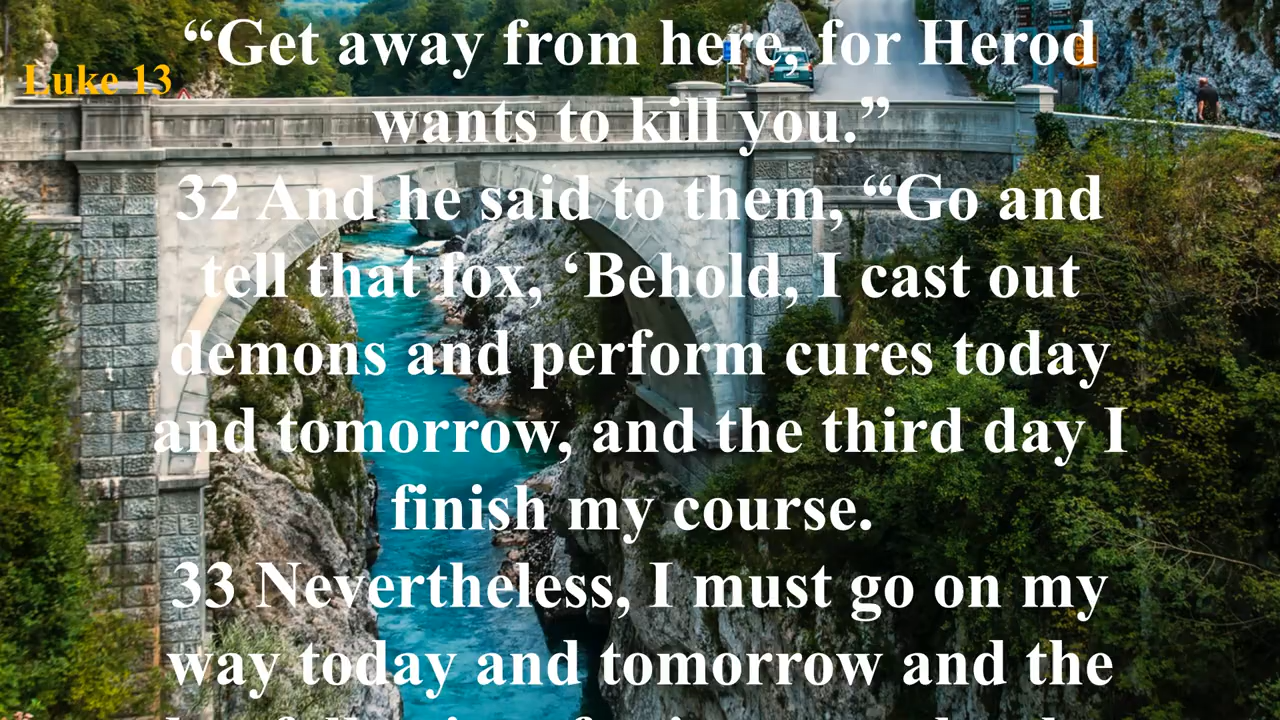 “Get away from here, for Herod
Luke 13
wants to kill you.”
32 And he said to them, “Go and
tell that fox, ‘Behold, I cast out
demons and perform cures today
and tomorrow, and the third day I
finish my course.
33 Nevertheless, I must go on my
way today and tomorrow and the